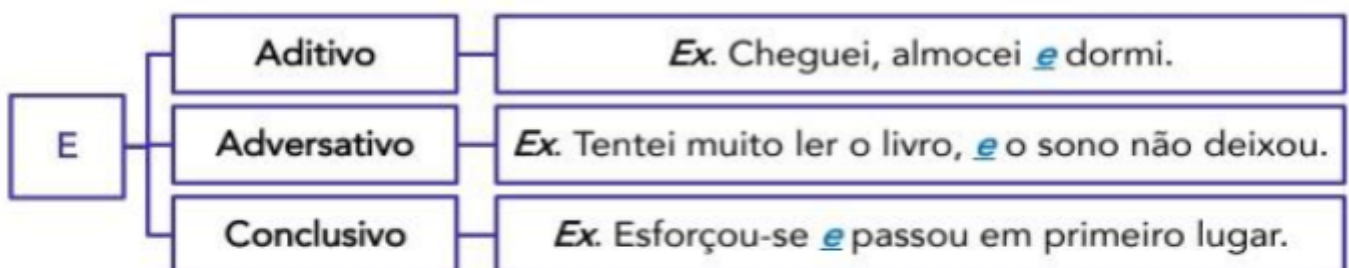 Aditivo
Ex. Cheguei, almocei e dormi.
E
Adversativo
Ex. Tentei muito ler o livro, e o sono não deixou.
Conclusivo
Ex. Esforçou-se e passou em primeiro lugar.